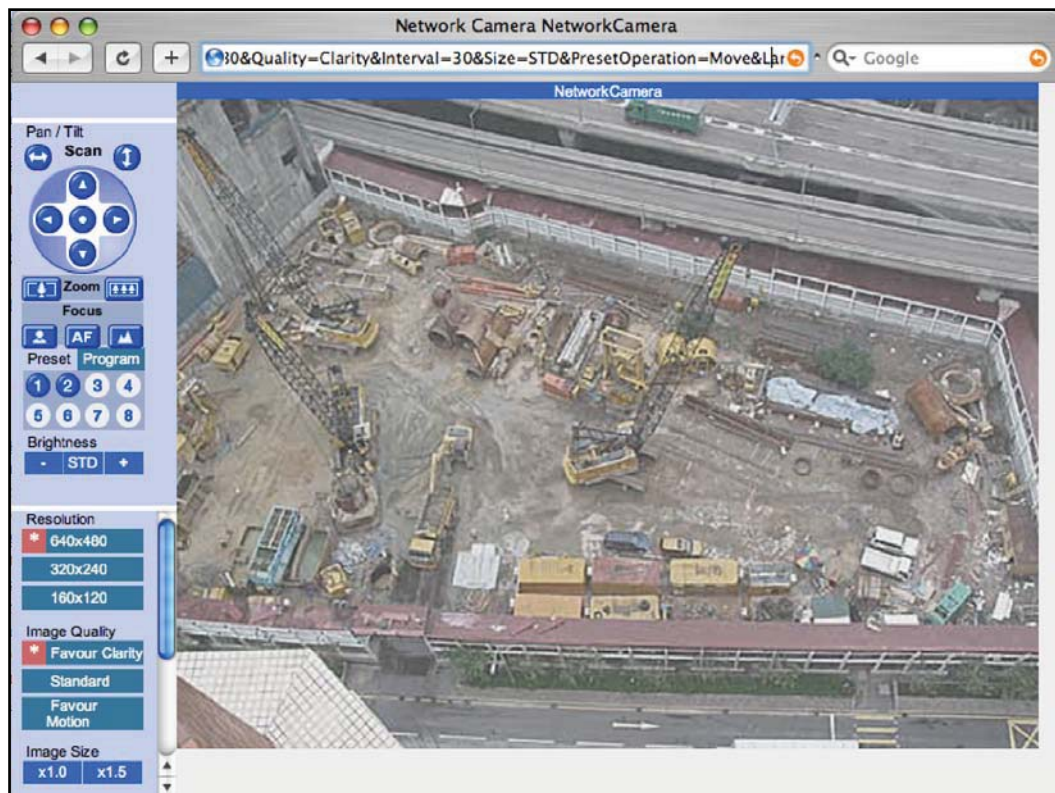 Network Camera NetworkCamera
30&Quality=Clarity&Interval=30&Size=STD&PresetOperation=Move&Lar
Google
NetworkCamera
Pan / Tilt
Scan
Zoom
Focus
AF
Preset Program
1 2 3 4
5 6 7 8
Brightness
- STD +
Resolution
* 640x480
320x240
160x120
Image Quality
* Favour Clarity
Standard
Favour
Motion
Image Size
x1.0 x1.5